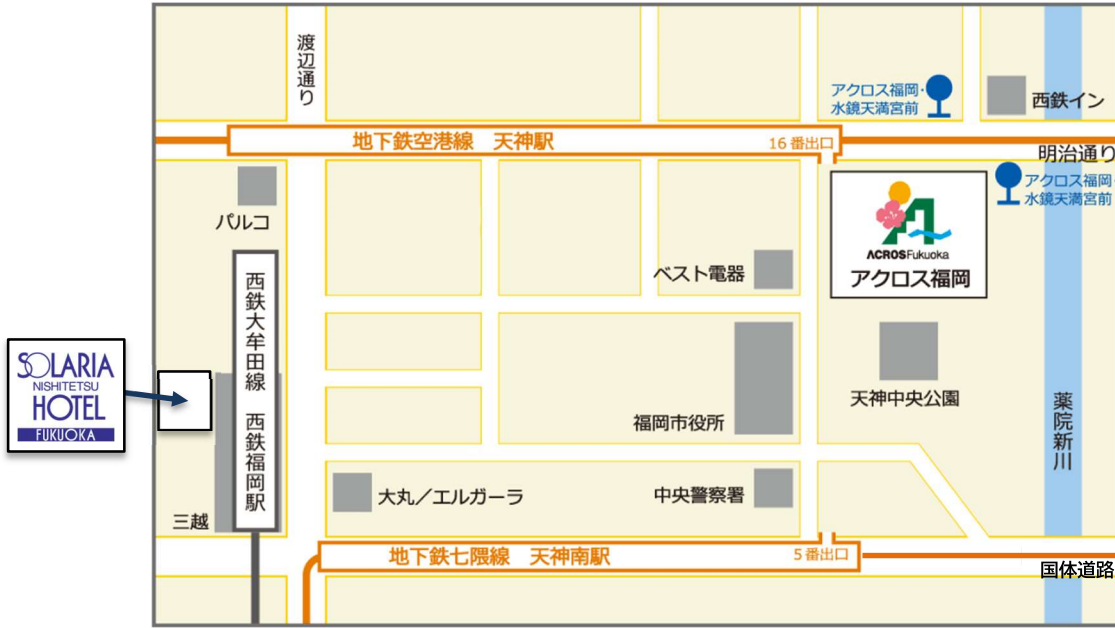 渡辺通り
アクロス福岡・
水鏡天満宮前
西鉄イン
地下鉄空港線　天神駅
16番出口
明治通り
アクロス福岡・
水鏡天満宮前
パルコ
ACROSFukuoka
アクロス福岡
ベスト電器
西鉄大牟田線　西鉄福岡駅
SOLARIA
NISHITETSU
HOTEL
FUKUOKA
天神中央公園
福岡市役所
薬院新川
大丸／エルガーラ
中央警察署
三越
地下鉄七隈線　天神南駅
5番出口
国体道路